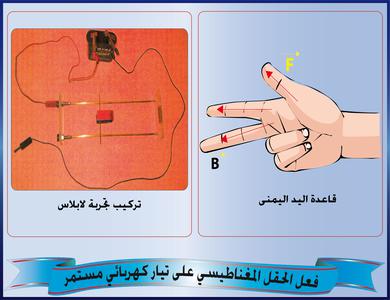 F
B
قاعدة اليد اليمنى
تركيب تجربة لابلاس
فعل الحقل المغناطيسي على تيار كهربائي مستمر